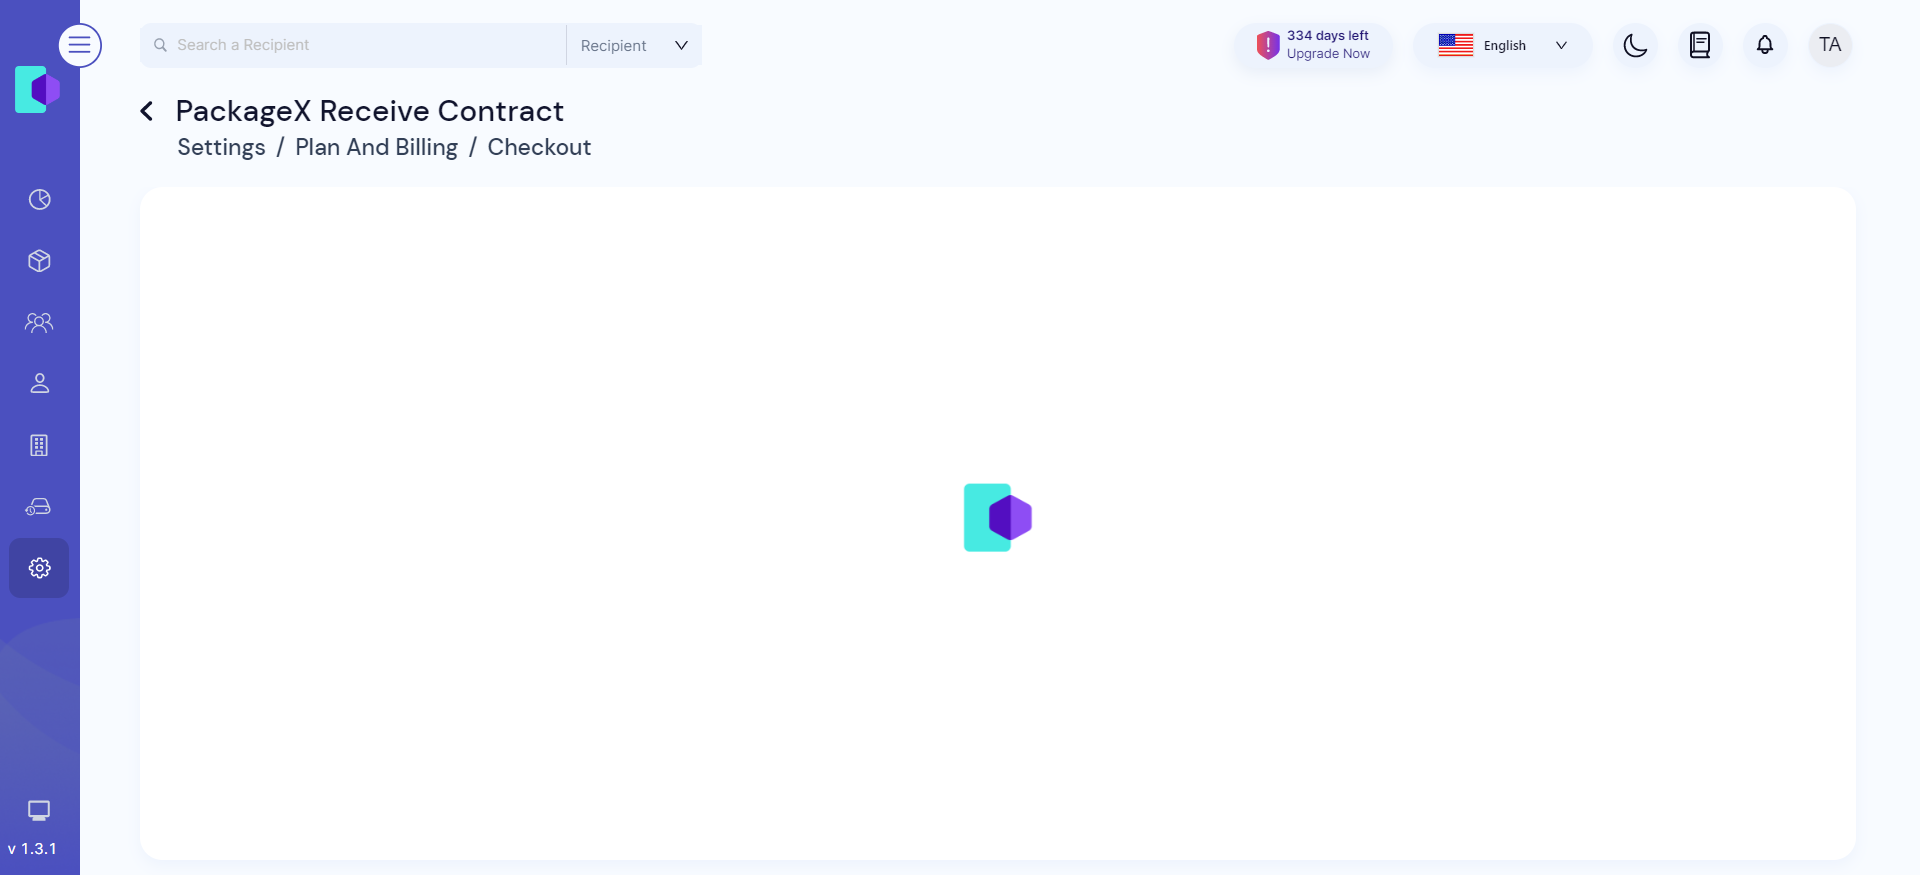 Search a Recipient
Recipient
334 days left
Upgrade Now
English
TA
PackageX Receive Contract
Settings / Plan And Billing / Checkout
v 1.3.1